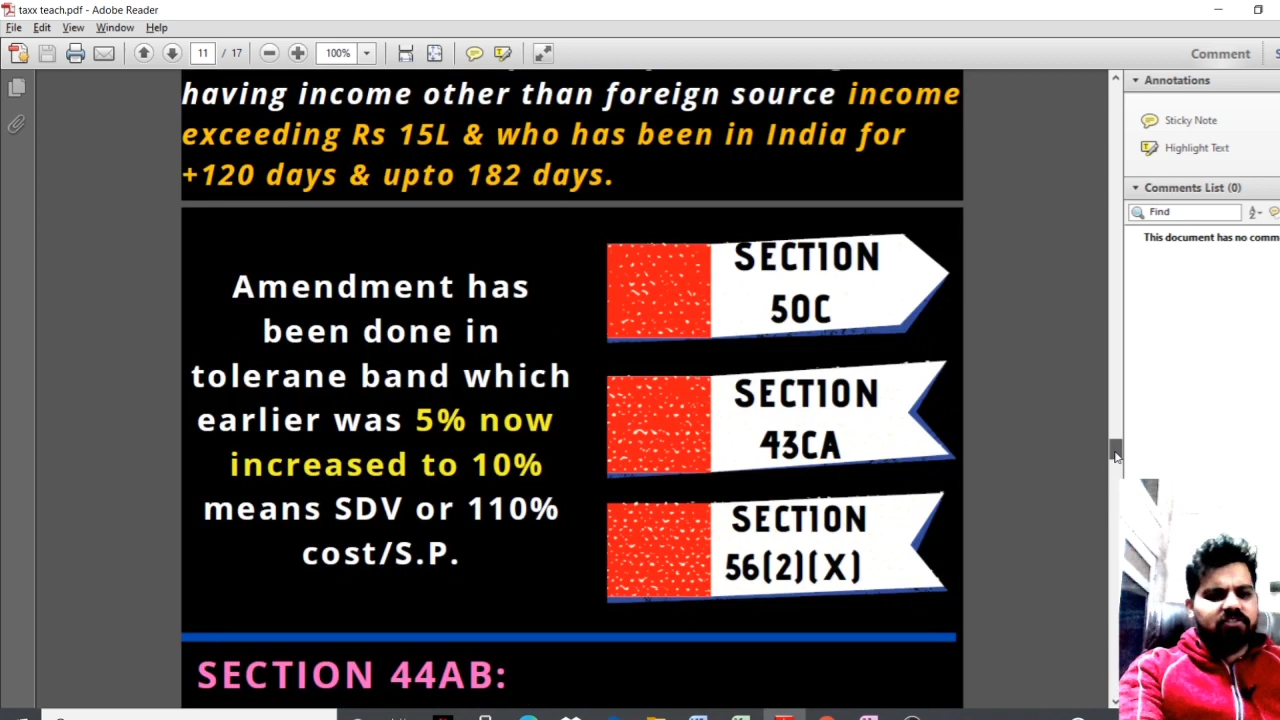 taxx teach.pdf - Adobe Reader
File Edit View Window Help
11 / 17 100% Comment
having income other than foreign source income
exceeding Rs 15L & who has been in India for
+120 days & upto 182 days.
Amendment has
been done in
tolerane band which
earlier was 5% now
increased to 10%
means SDV or 110%
cost/S.P.
SECTION
50C
SECTION
43CA
SECTION
56(2)(X)
SECTION 44AB:
Annotations
Sticky Note
Highlight Text
Comments List (0)
Find
This document has no comm